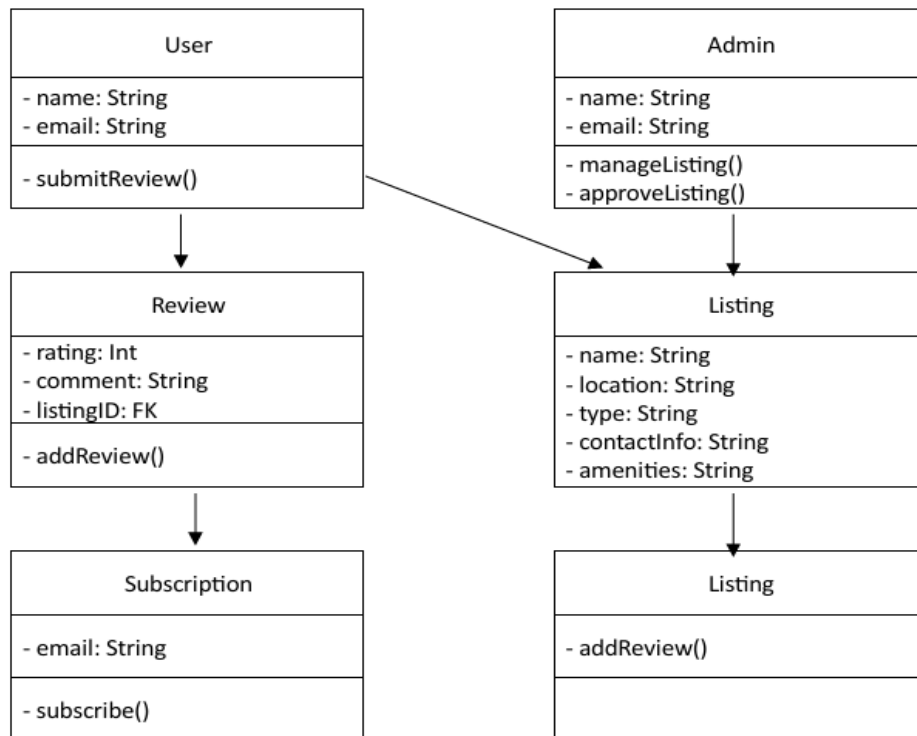 User
- name: String
- email: String
- submitReview()
Admin
- name: String
- email: String
- manageListing()
- approveListing()
Review
- rating: Int
- comment: String
- listingID: FK
- addReview()
Listing
- name: String
- location: String
- type: String
- contactInfo: String
- amenities: String
Subscription
- email: String
- subscribe()
Listing
- addReview()